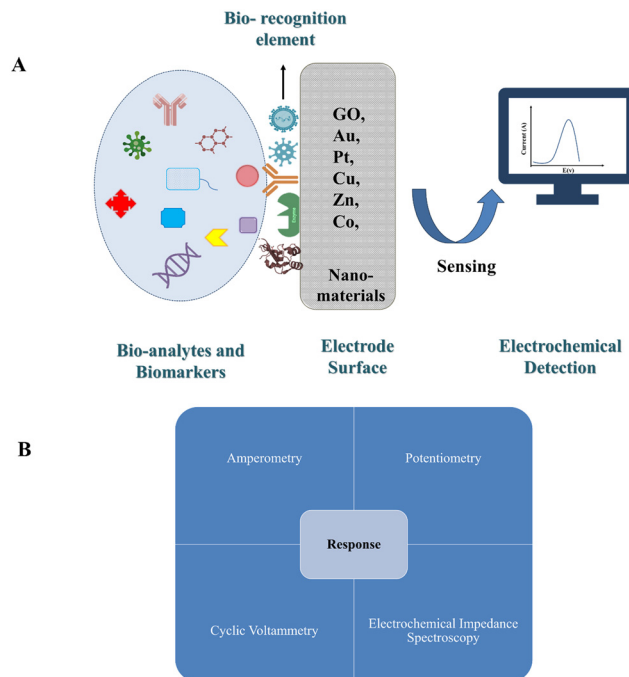 Bio- recognition
element
A
GO,
Au,
Pt,
Cu,
Zn,
Co,
Nano-
materials
Enzyme
Current (A)
E(v)
Sensing
Bio-analytes and
Biomarkers
Electrode
Surface
Electrochemical
Detection
B
Amperometry
Potentiometry
Response
Cyclic Voltammetry
Electrochemical Impedance
Spectroscopy